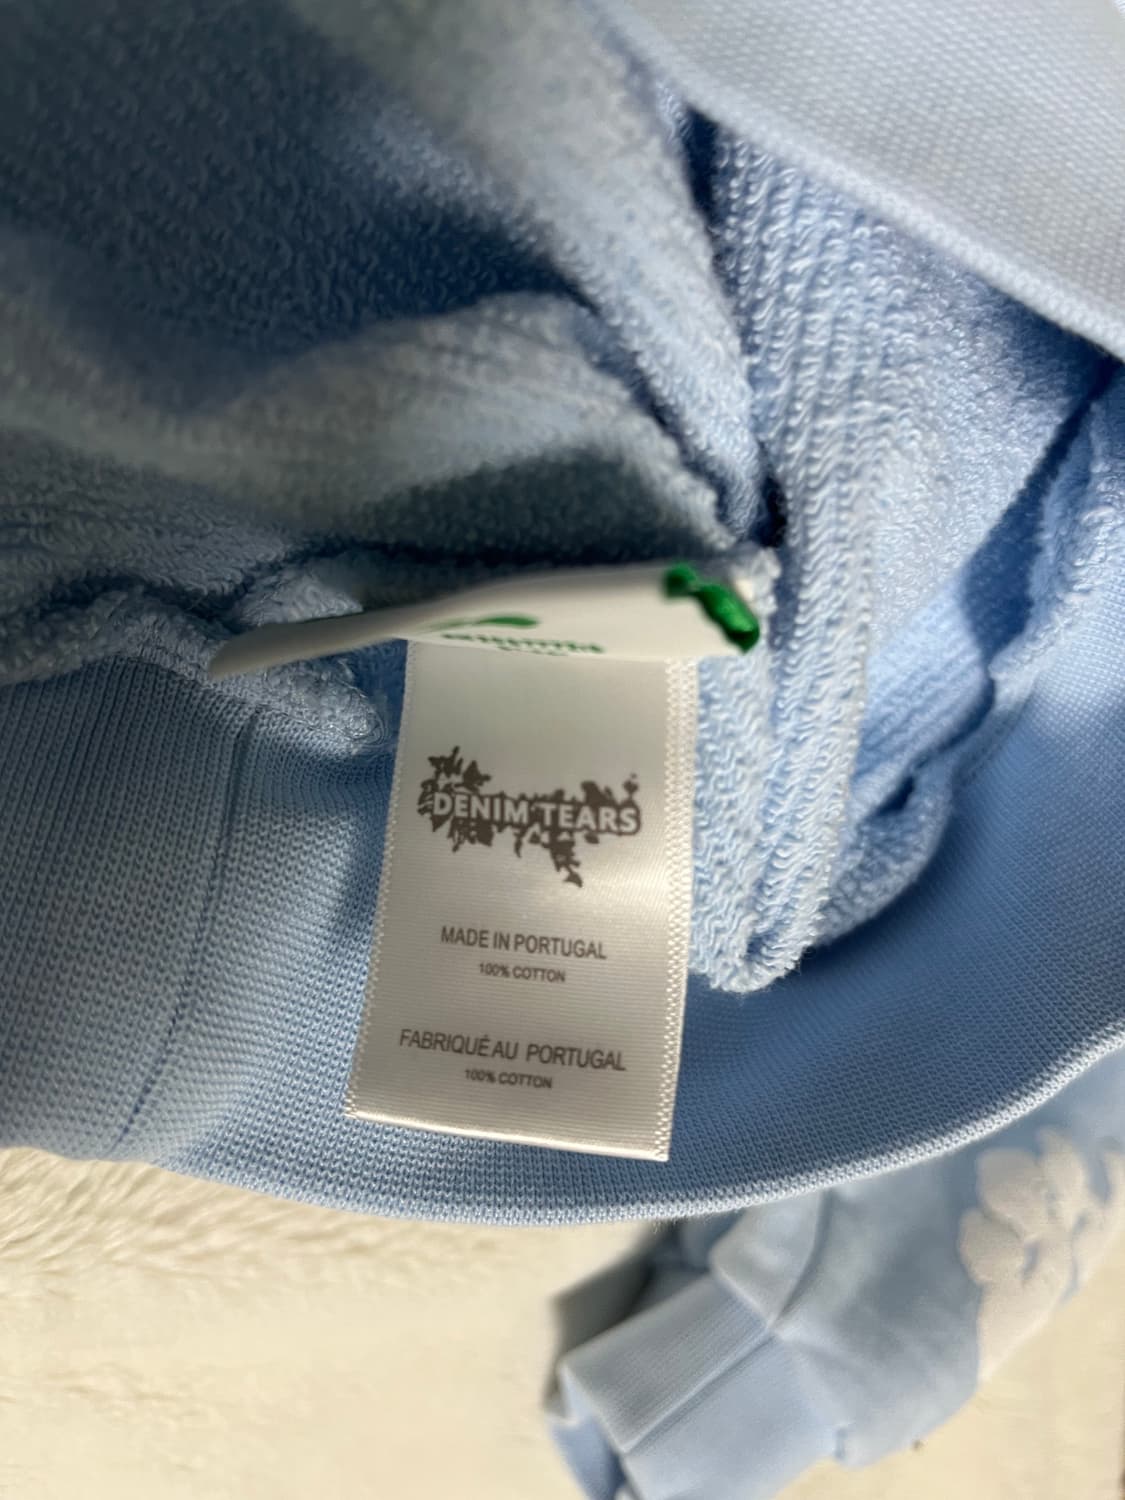 DENIM TEARS
MADE IN PORTUGAL
100% COTTON
FABRIQUÉ AU PORTUGAL
100% COTTON